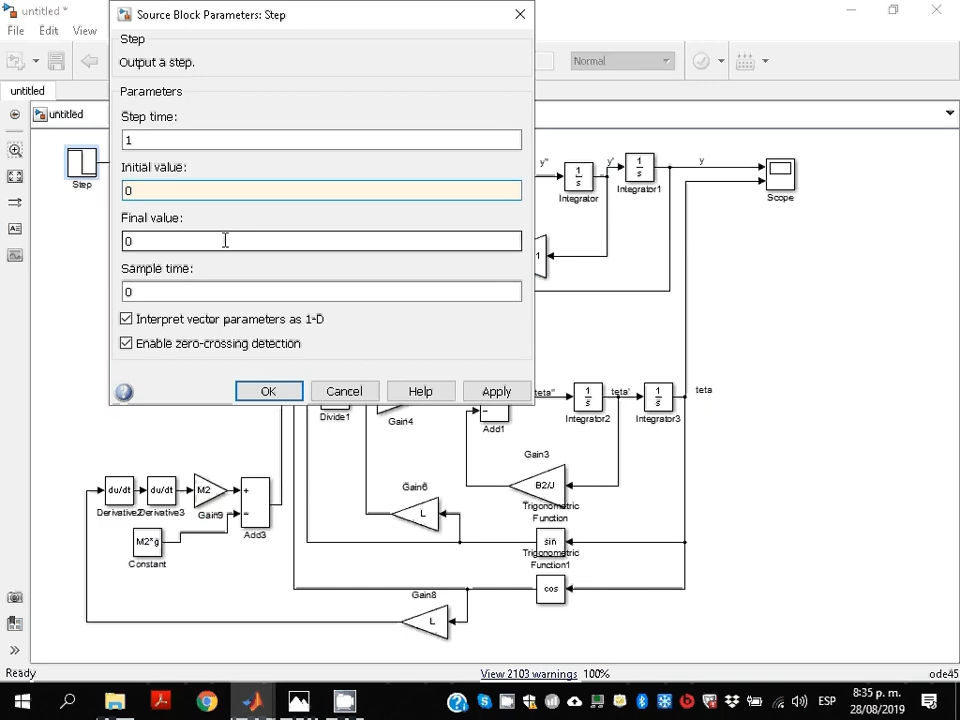 untitled *
Source Block Parameters: Step
File Edit View
Step
Output a step.
Normal
untitled
Parameters
untitled
Step time:
1
Initial value:
0
Final value:
0
Sample time:
0
Interpret vector parameters as 1-D
Enable zero-crossing detection
OK Cancel Help Apply
Step
y''
1
s
Integrator
y'
1
s
Integrator1
y
Scope
1
Divide1
Gain4
Add1
teta''
1
s
Integrator2
teta'
1
s
Integrator3
teta
Gain3
B2/J
Gain6
L
Trigonometric
Function
sin
Trigonometric
Function1
cos
du/dt
du/dt
Derivative3
M2
Gain9
Add3
M2*g
Constant
Gain8
L
Ready
View 2103 warnings 100%
ode45
ESP
8:35 p. m.
28/08/2019